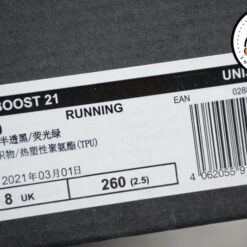 BOOST 21
UNI
RUNNING
EAN
028
半透黑/荧光绿
织物/热塑性聚氨酯(TPU)
2021年03月01日
8 UK
260 (2.5)
4 062055 9